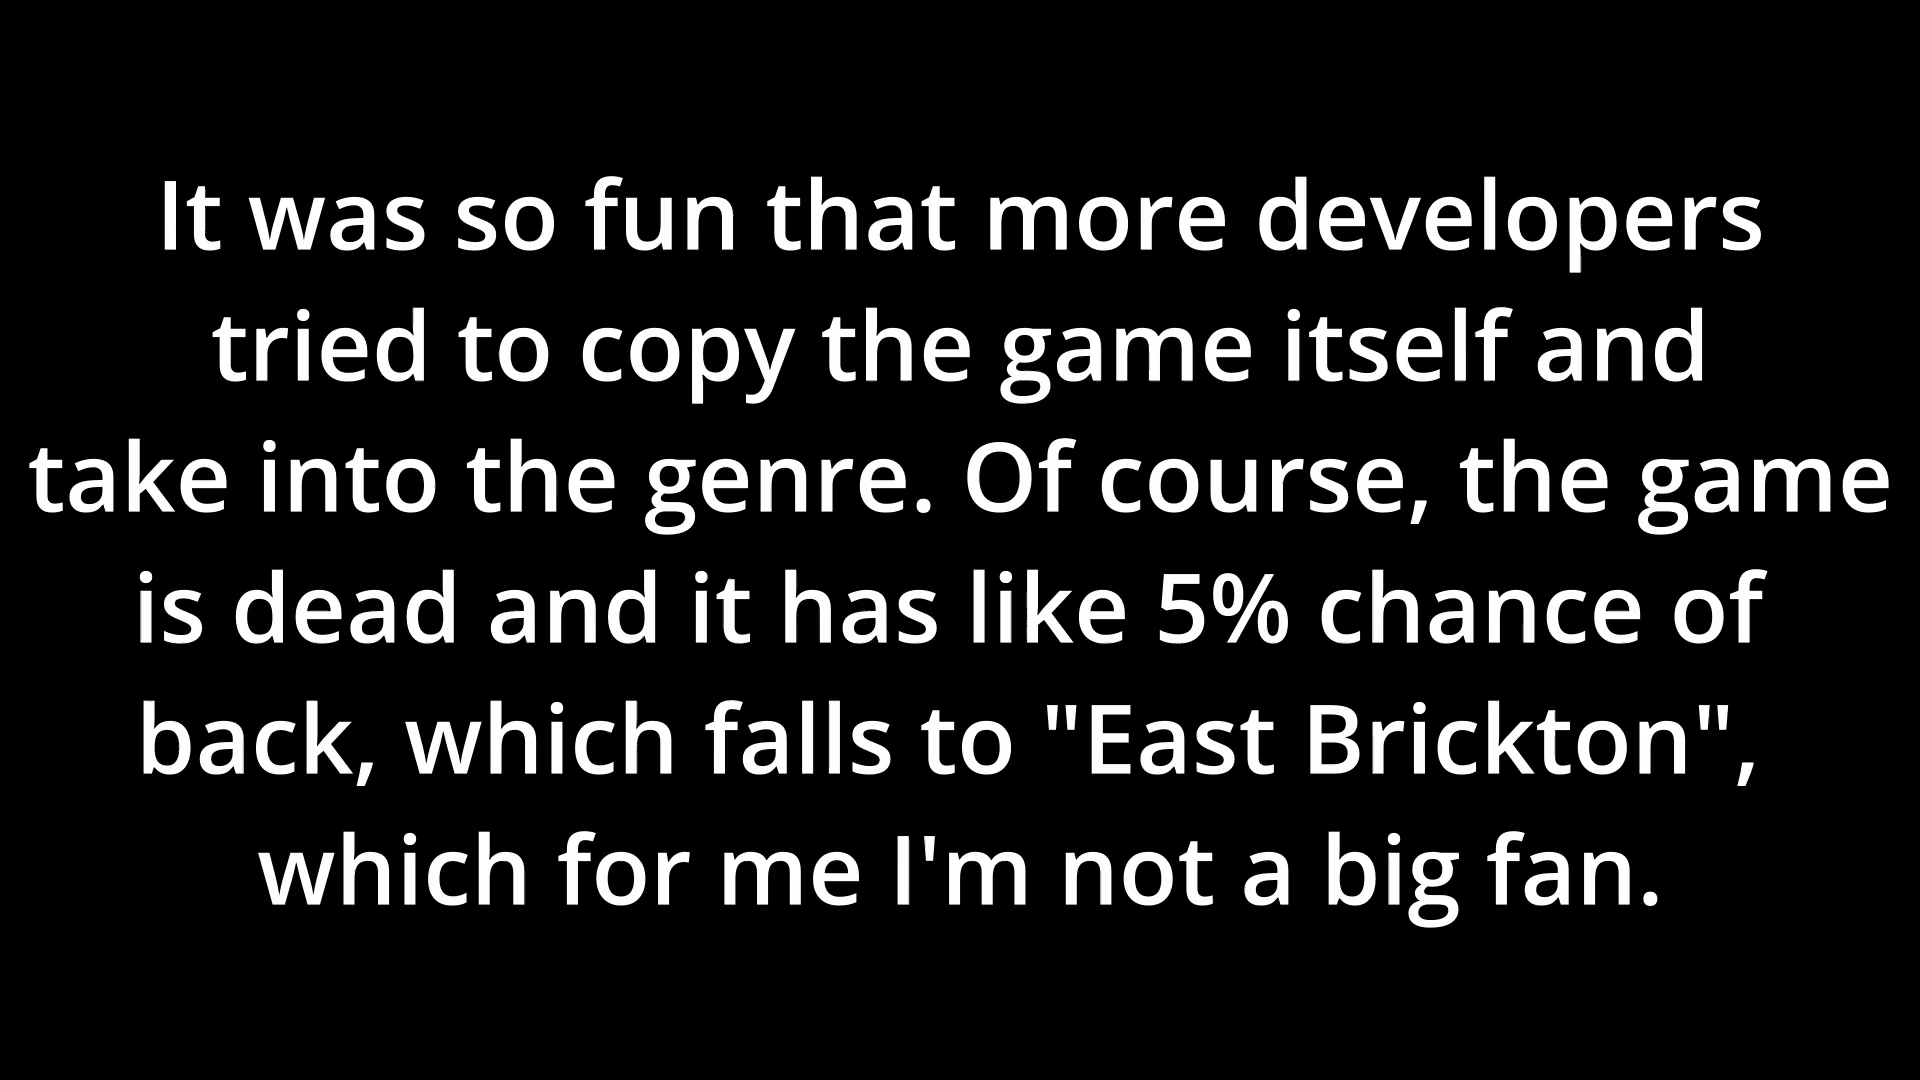 It was so fun that more developers
tried to copy the game itself and
take into the genre. Of course, the game
is dead and it has like 5% chance of
back, which falls to "East Brickton",
which for me I'm not a big fan.